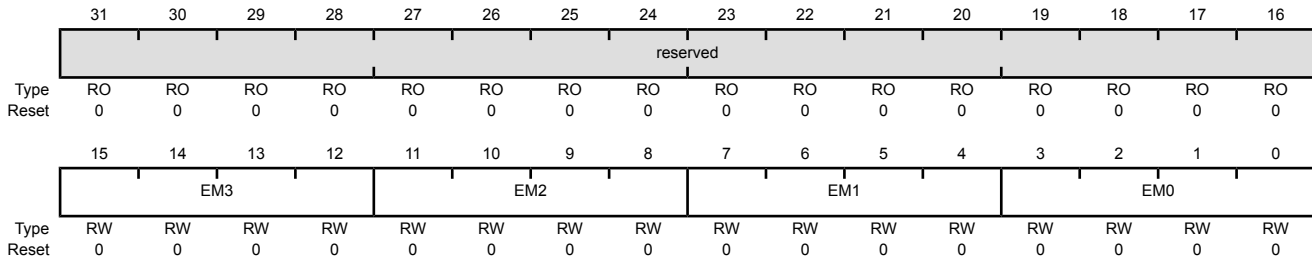 31 30 29 28 27 26 25 24 23 22 21 20 19 18 17 16
reserved
Type RO RO RO RO RO RO RO RO RO RO RO RO RO RO RO RO
Reset 0 0 0 0 0 0 0 0 0 0 0 0 0 0 0 0
15 14 13 12 11 10 9 8 7 6 5 4 3 2 1 0
EM3 EM2 EM1 EM0
Type RW RW RW RW RW RW RW RW RW RW RW RW RW RW RW RW
Reset 0 0 0 0 0 0 0 0 0 0 0 0 0 0 0 0